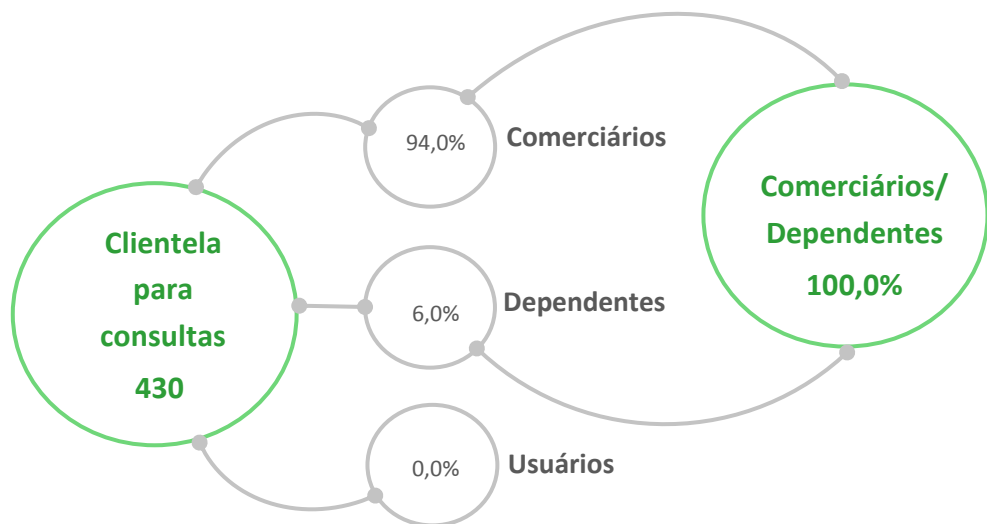 Clientela
para
consultas
430
94,0%
Comerciários
6,0%
Dependentes
0,0%
Usuários
Comerciários/
Dependentes
100,0%